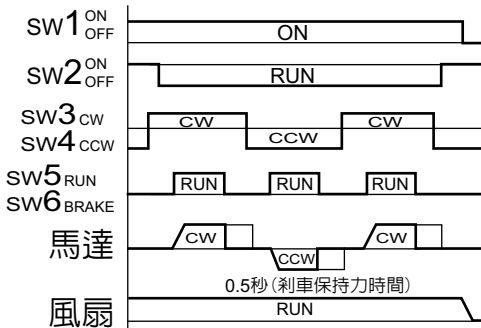 SW1 ON OFF ON
SW2 ON OFF RUN
SW3 CW CW CW
SW4 CCW CCW
SW5 RUN RUN RUN RUN
SW6 BRAKE
馬達 CW CCW CW
0.5秒(剎車保持力時間)
風扇 RUN